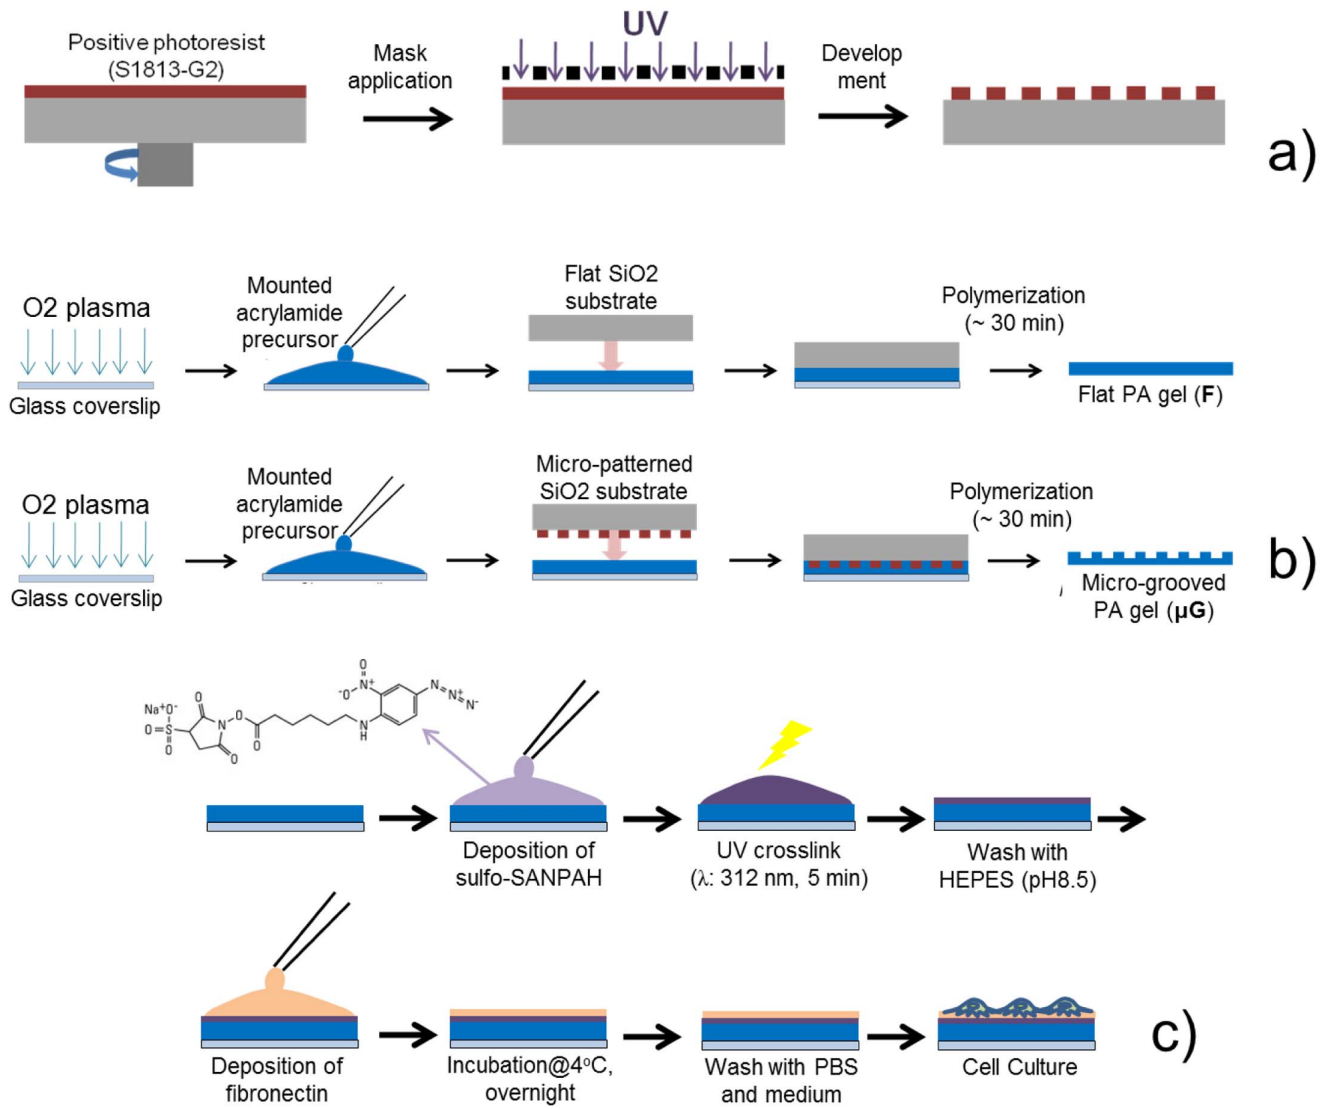 Positive photoresist
(S1813-G2)
Mask
application
UV
Develop
ment
a)
O2 plasma
Glass coverslip
Mounted
acrylamide
precursor
Flat SiO2
substrate
Polymerization
(~ 30 min)
Flat PA gel (F)
O2 plasma
Glass coverslip
Mounted
acrylamide
precursor
Micro-patterned
SiO2 substrate
Polymerization
(~ 30 min)
Micro-grooved
PA gel (µG)
b)
Na⁺O⁻
O=S
O
O
O
N
O
O
O
N
H
⁻O
N⁺
O
N
N⁺
N⁻
Deposition of
sulfo-SANPAH
UV crosslink
(λ: 312 nm, 5 min)
Wash with
HEPES (pH8.5)
Deposition of
fibronectin
Incubation@4ºC,
overnight
Wash with PBS
and medium
Cell Culture
c)